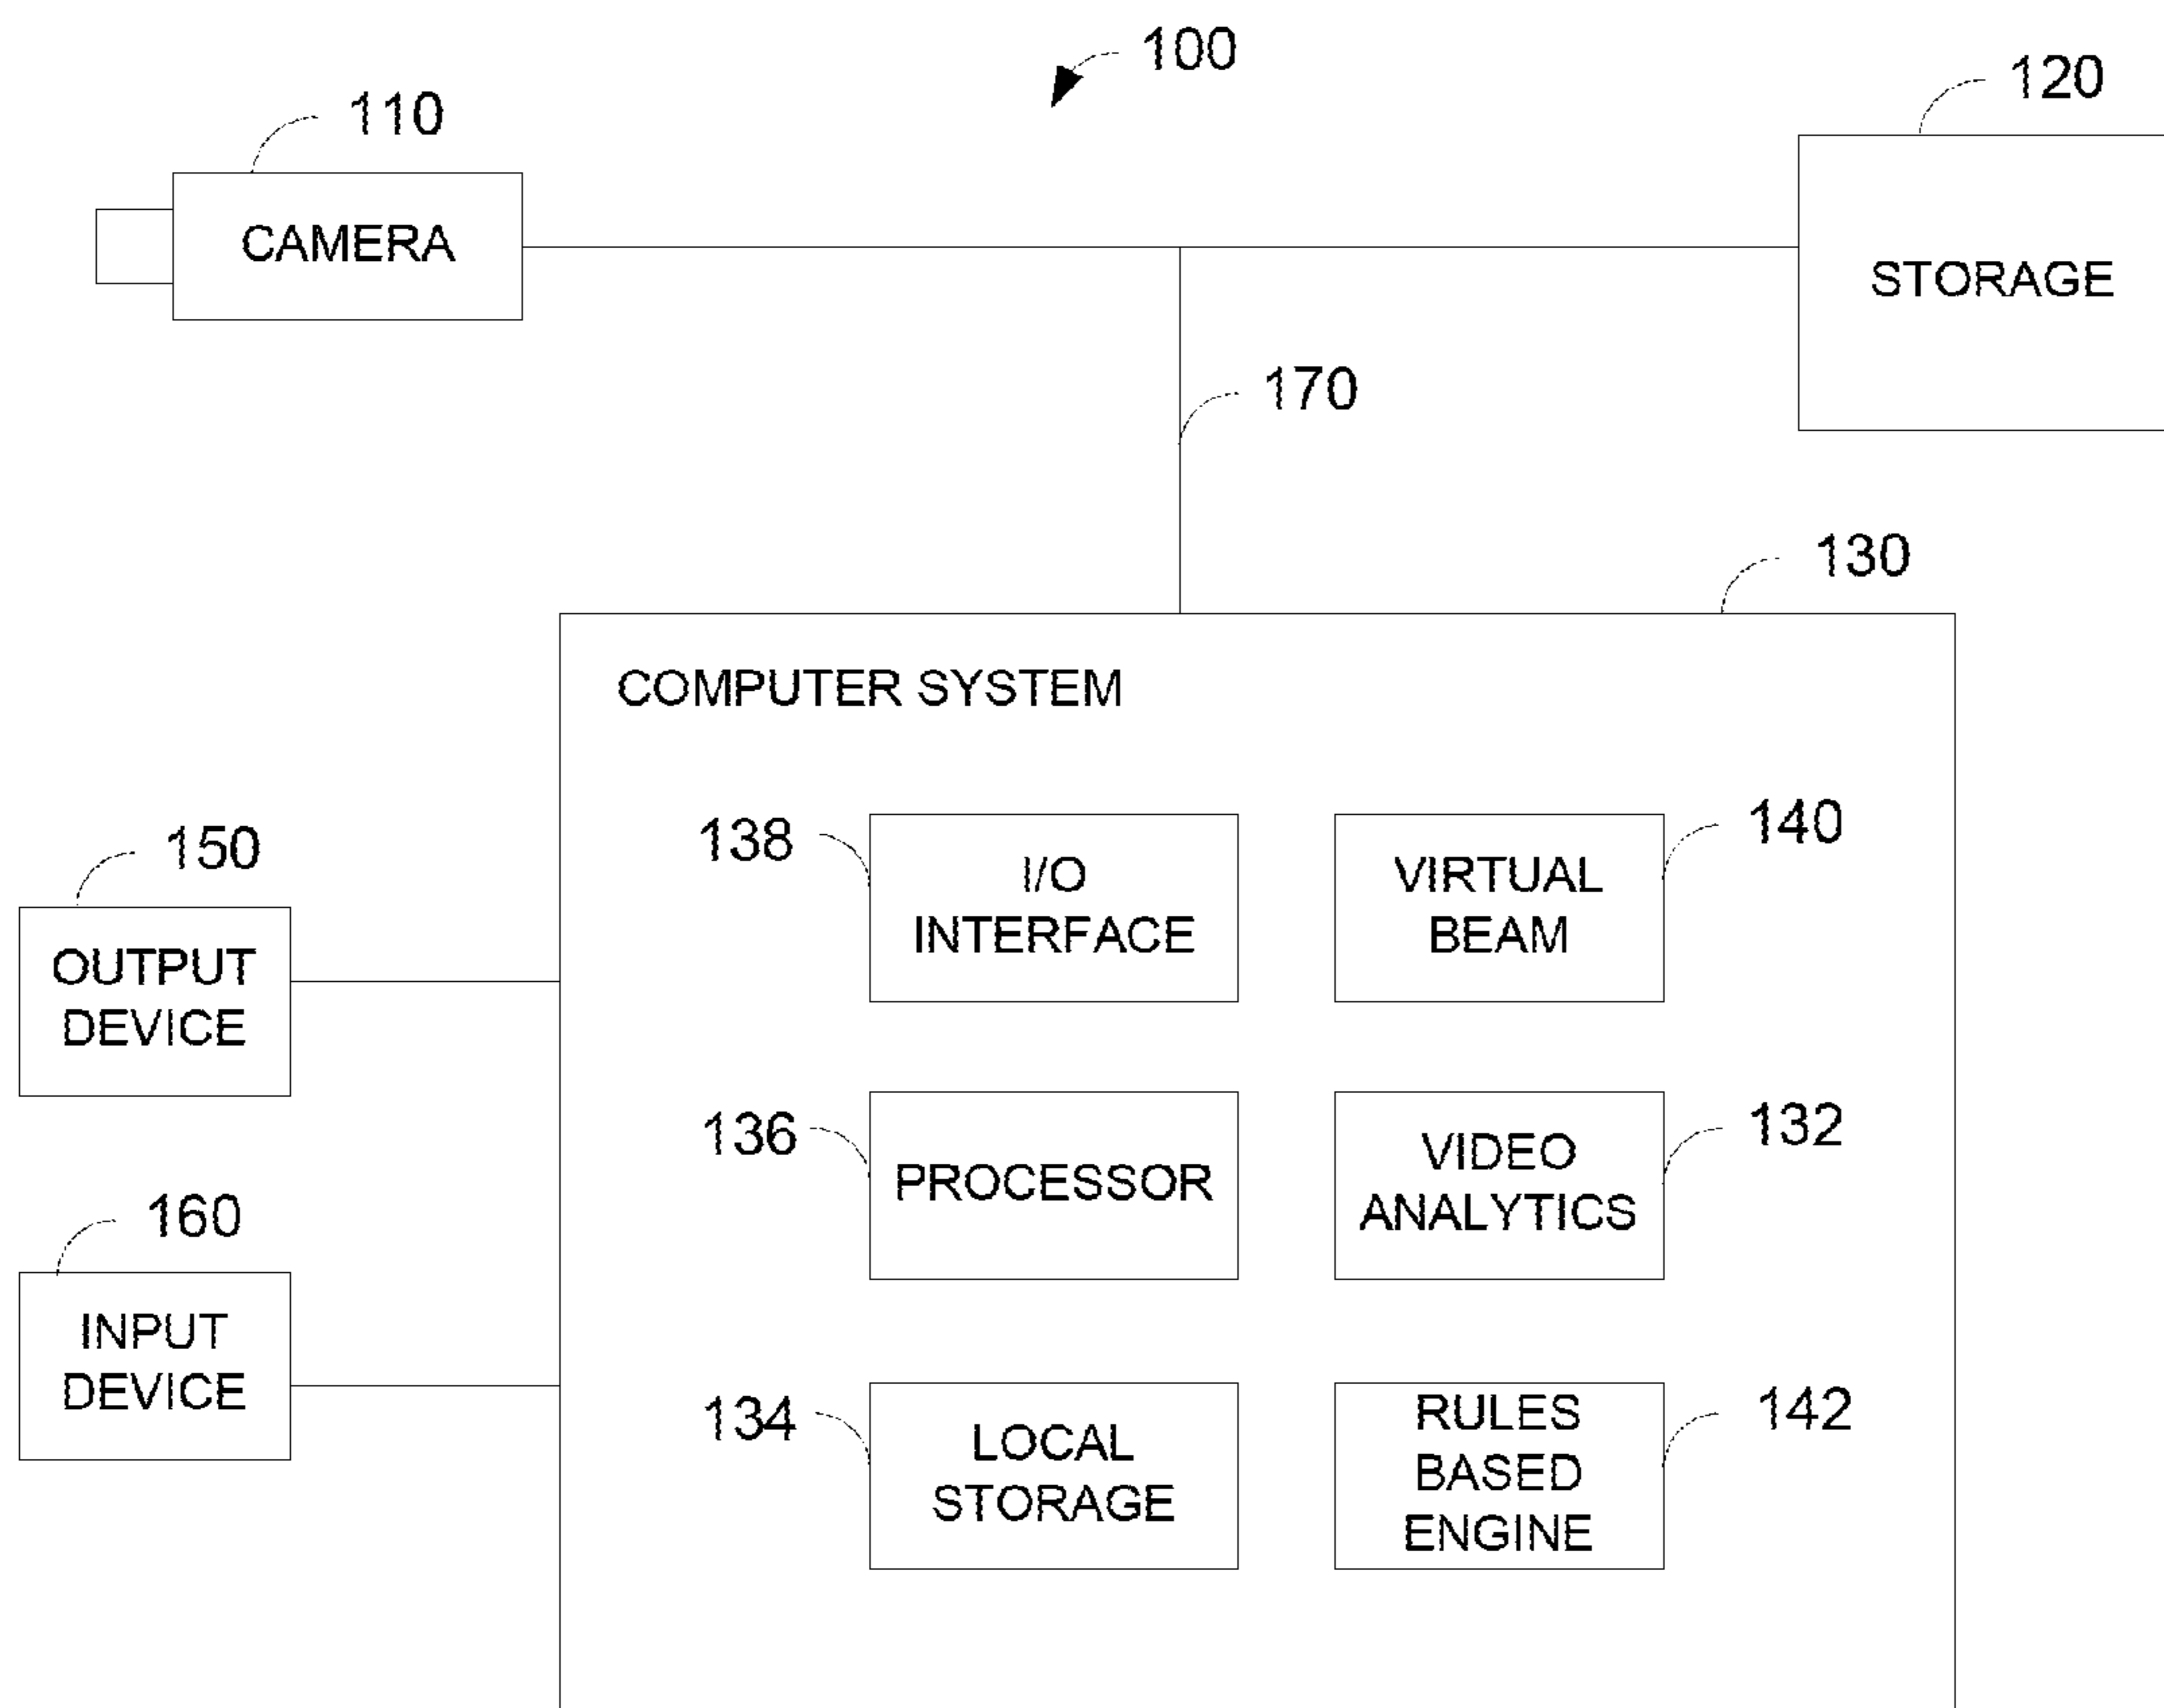 100
110
120
CAMERA
STORAGE
170
130
COMPUTER SYSTEM
138
I/O
INTERFACE
VIRTUAL
BEAM
140
150
OUTPUT
DEVICE
136
PROCESSOR
VIDEO
ANALYTICS
132
160
INPUT
DEVICE
134
LOCAL
STORAGE
RULES
BASED
ENGINE
142